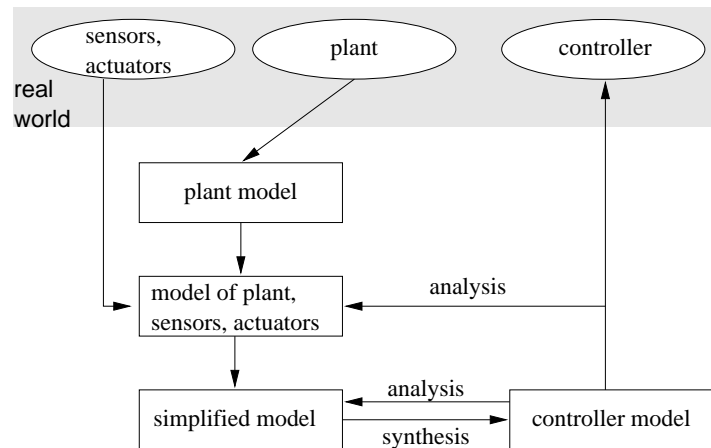 sensors,
actuators
plant
controller
real
world
plant model
model of plant,
sensors, actuators
analysis
analysis
simplified model
controller model
synthesis